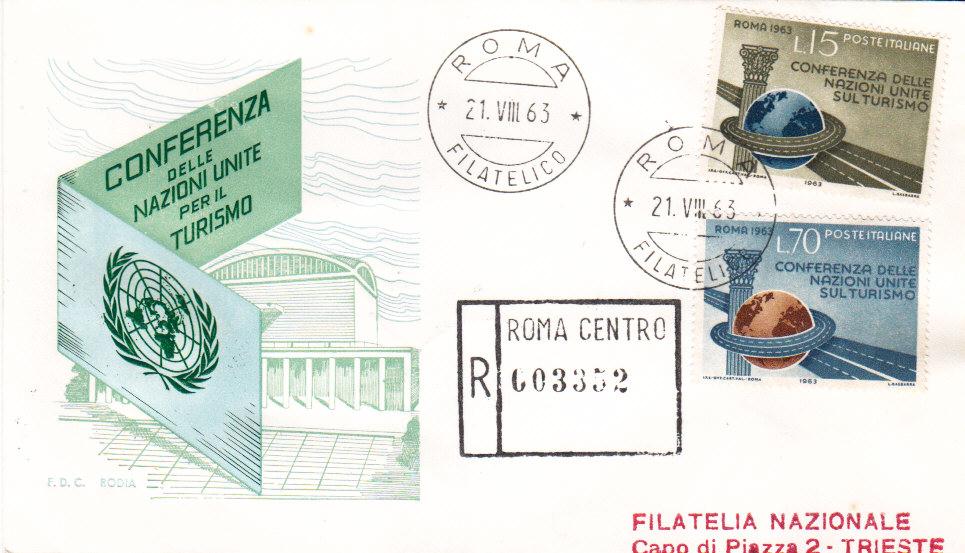 CONFERENZA
DELLE
NAZIONI UNITE
PER IL
TURISMO
F. D. C. RODIA
ROMA
* 21. VIII 63 *
FILATELICO
ROMA
* 21. VIII 63
FILATELICO
ROMA 1963 L.15 POSTE ITALIANE
CONFERENZA DELLE
NAZIONI UNITE
SUL TURISMO
1963
ROMA 1963 L.70 POSTE ITALIANE
CONFERENZA DELLE
NAZIONI UNITE
SUL TURISMO
1963
ROMA CENTRO
R 003352
FILATELIA NAZIONALE
Capo di Piazza 2 - TRIESTE